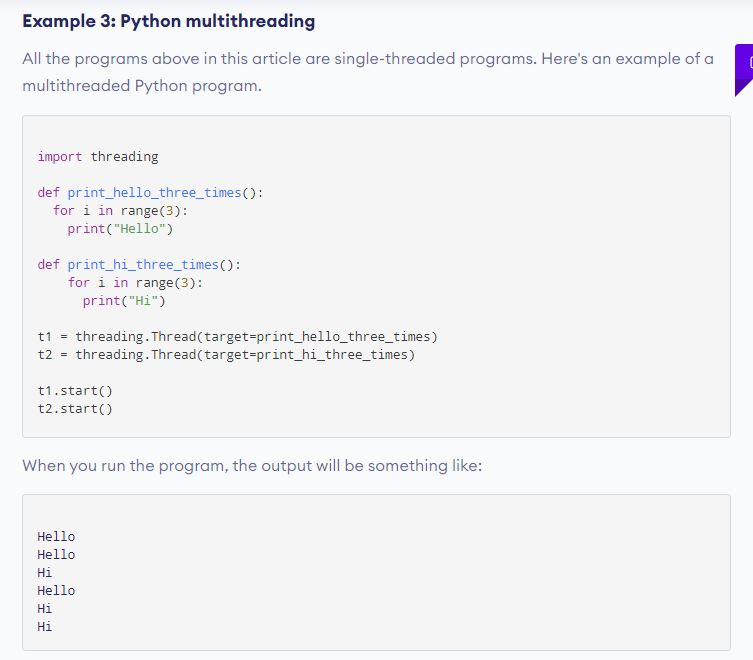 Example 3: Python multithreading
All the programs above in this article are single-threaded programs. Here's an example of a
multithreaded Python program.
import threading
def print_hello_three_times():
  for i in range(3):
    print("Hello")
def print_hi_three_times():
    for i in range(3):
      print("Hi")
t1 = threading.Thread(target=print_hello_three_times)
t2 = threading.Thread(target=print_hi_three_times)
t1.start()
t2.start()
When you run the program, the output will be something like:
Hello
Hello
Hi
Hello
Hi
Hi